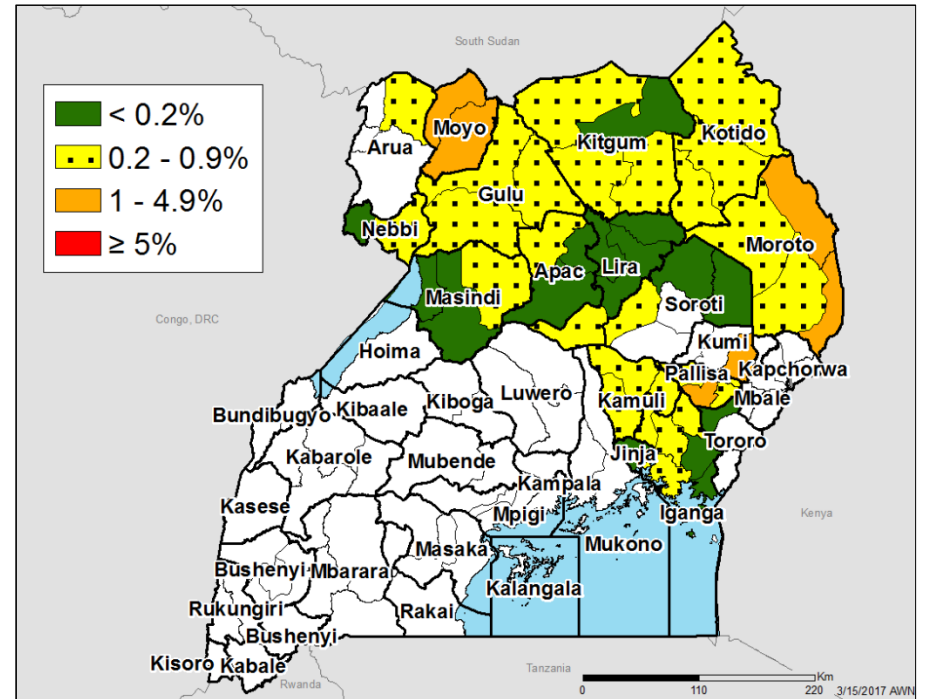 South Sudan
< 0.2%
0.2 - 0.9%
1 - 4.9%
≥ 5%
Moyo
Arua
Kitgum
Kotido
Gulu
Nebbi
Moroto
Apac
Lira
Masindi
Soroti
Congo, DRC
Hoima
Kumi
Pallisa
Kapchorwa
Mbale
Bundibugyo
Kibaale
Kiboga
Luwero
Kamuli
Tororo
Kabarole
Mubende
Jinja
Kampala
Kasese
Mpigi
Iganga
Kenya
Masaka
Mukono
Bushenyi
Mbarara
Kalangala
Rukungiri
Rakai
Bushenyi
Kisoro
Kabale
Tanzania
Rwanda
Km
0
110
220
3/15/2017 AWN